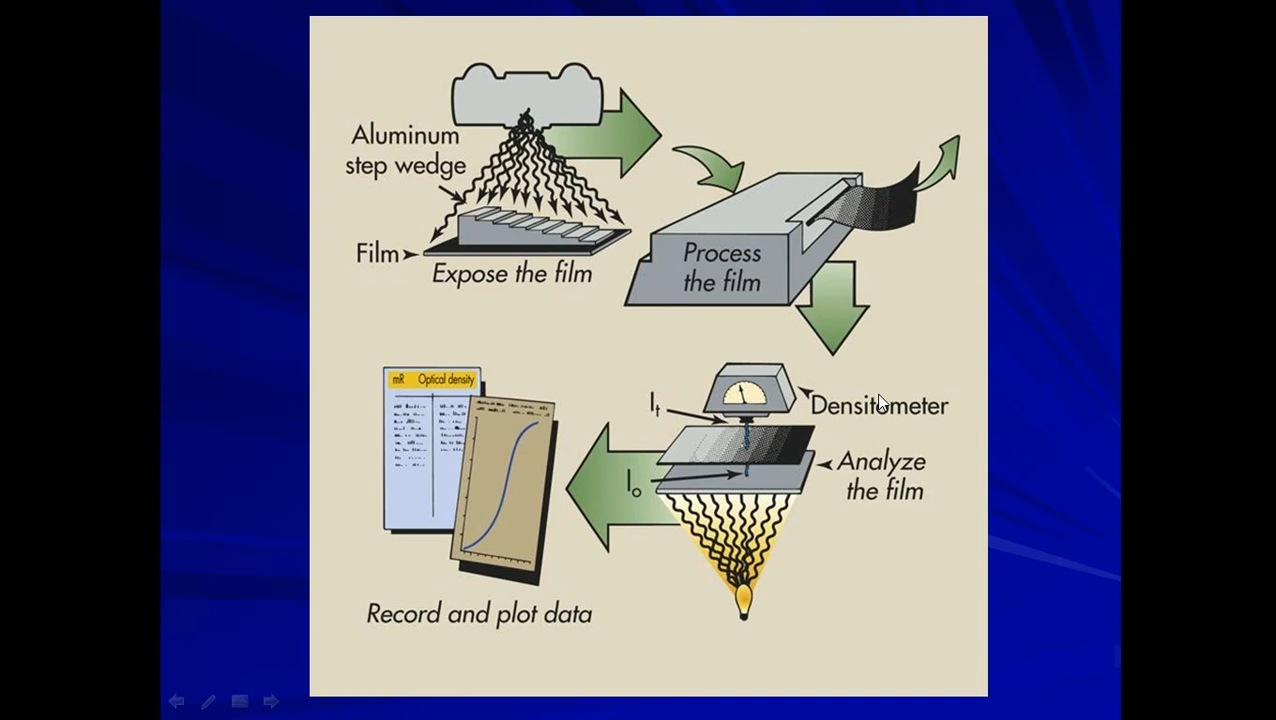 Aluminum
step wedge
Film
Expose the film
Process
the film
mR Optical density
It
Densitometer
Io
Analyze
the film
Record and plot data